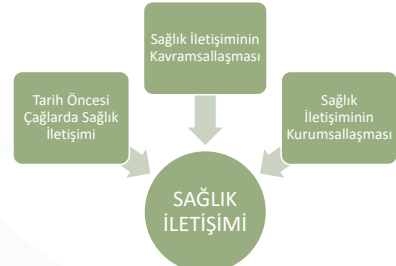 Sağlık İletişiminin
Kavramsallaşması
Tarih Öncesi
Çağlarda Sağlık
İletişimi
Sağlık
İletişiminin
Kurumsallaşması
SAĞLIK
İLETİŞİMİ